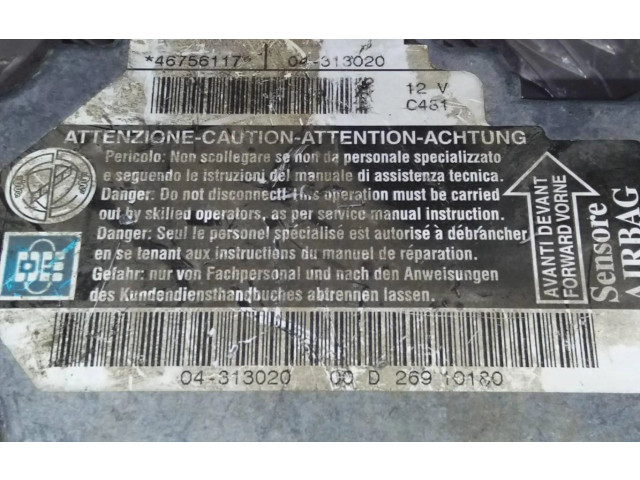 *46756117* 04-313020
12 V
C451
ATTENZIONE-CAUTION-ATTENTION-ACHTUNG
Pericolo: Non scollegare se non da personale specializzato
e seguendo le istruzioni del manuale di assistenza tecnica.
Danger: Do not disconnect! this operation must be carried
out by skilled operators, as per service manual instruction.
Danger: Seul le personel spécialisé est autorisé à débrancher
en se tenant aux instructions du manuel de réparation.
Gefahr: nur von Fachpersonal und nach den Anweisungen
des Kundendiensthandbuches abtrennen lassen.
AVANTI DEVANT
FORWARD VORNE
Sensore
AIRBAG
04-313020 00 D 269 10180